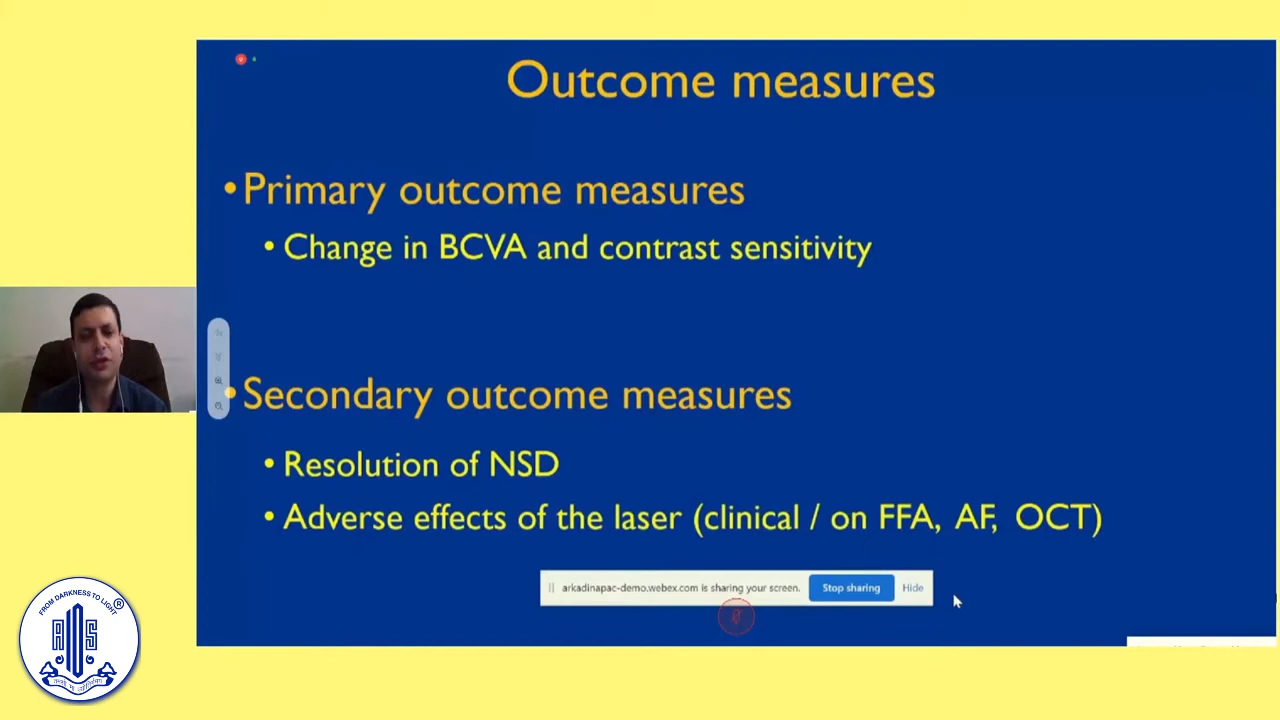 Outcome measures
•Primary outcome measures
• Change in BCVA and contrast sensitivity
•Secondary outcome measures
• Resolution of NSD
• Adverse effects of the laser (clinical / on FFA, AF, OCT)
arkadinapac-demo.webex.com is sharing your screen. Stop sharing Hide
FROM DARKNESS TO LIGHT ®
AIOS